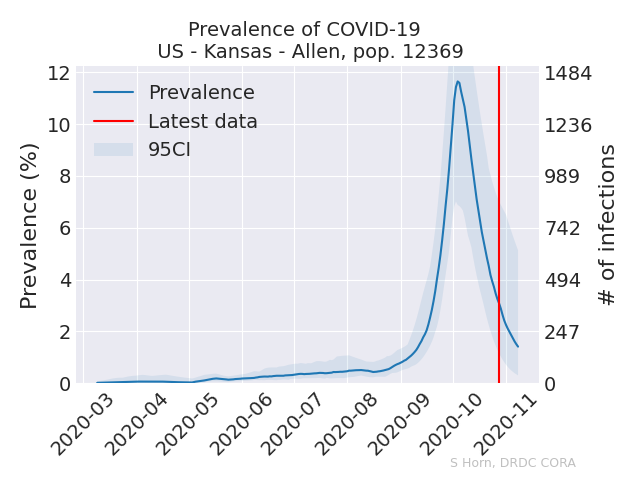 Prevalence of COVID-19
US - Kansas - Allen, pop. 12369
Prevalence
Latest data
95CI
Prevalence (%)
12
10
8
6
4
2
0
1484
1236
989
742
494
247
0
# of infections
2020-03
2020-04
2020-05
2020-06
2020-07
2020-08
2020-09
2020-10
2020-11
S Horn, DRDC CORA